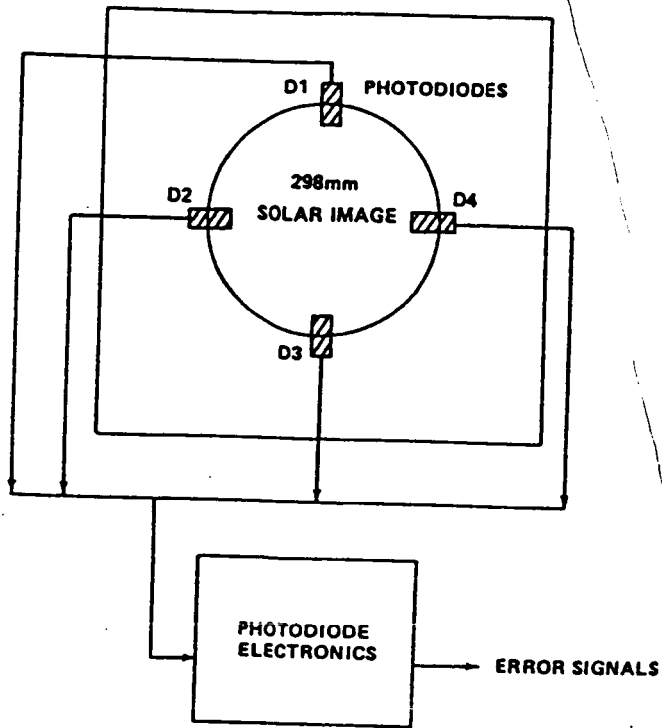 D1
PHOTODIODES
298mm
D2
D4
SOLAR IMAGE
D3
PHOTODIODE
ELECTRONICS
ERROR SIGNALS